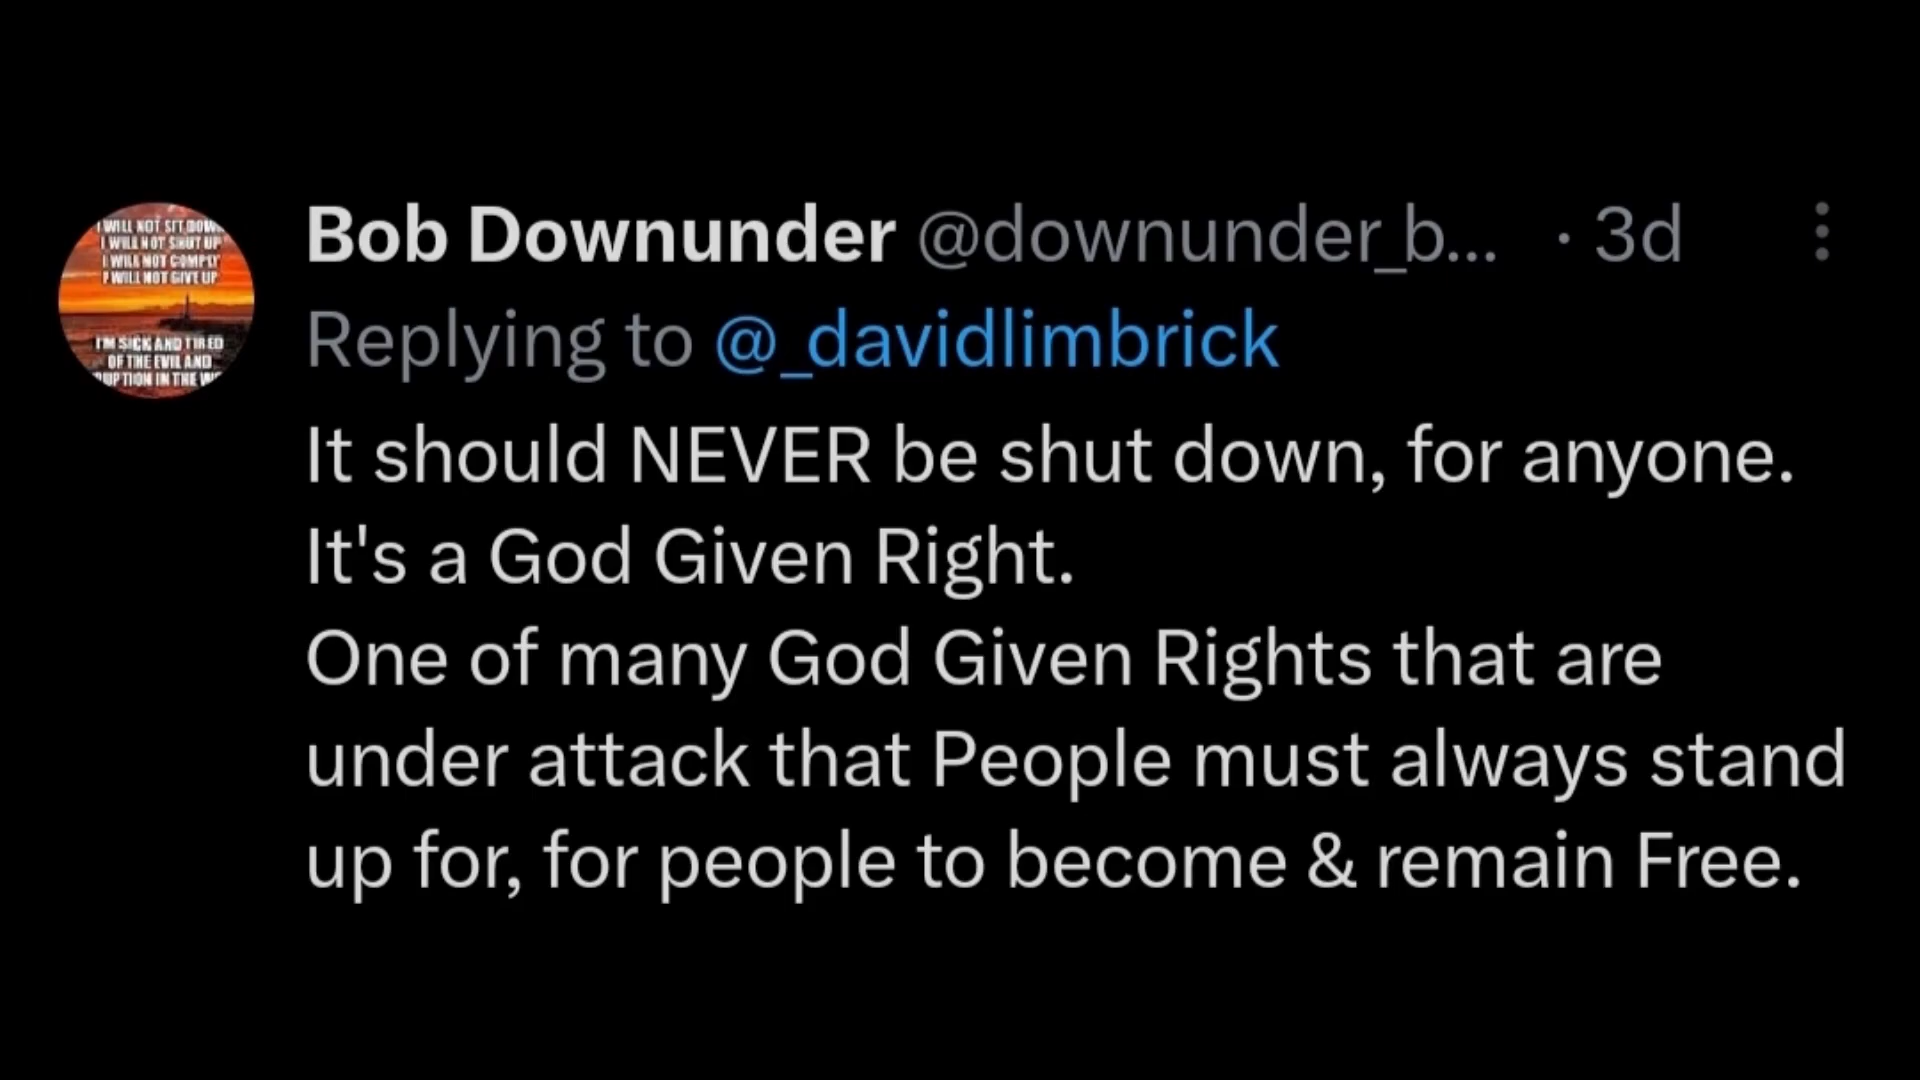 Bob Downunder @downunder_b... · 3d
Replying to @_davidlimbrick
It should NEVER be shut down, for anyone.
It's a God Given Right.
One of many God Given Rights that are
under attack that People must always stand
up for, for people to become & remain Free.
I WILL NOT SIT DOWN
I WILL NOT SHUT UP
I WILL NOT COMPLY
I WILL NOT GIVE UP
I'M SICK AND TIRED
OF THE EVIL AND
IN THE